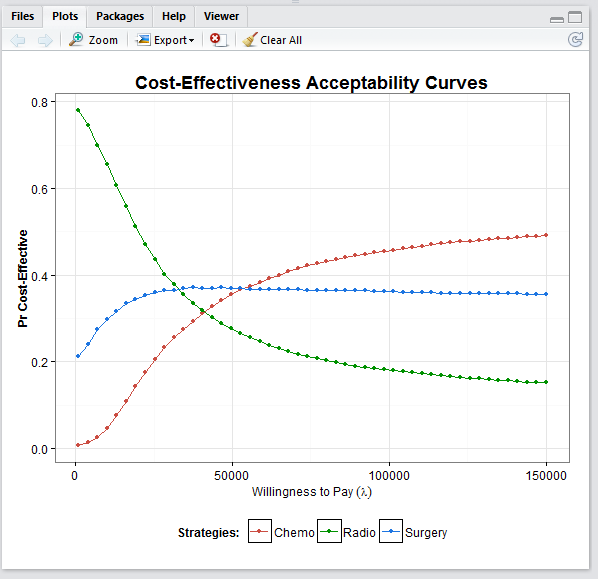 Files Plots Packages Help Viewer
Zoom Export Clear All
Cost-Effectiveness Acceptability Curves
Pr Cost-Effective
0.8
0.6
0.4
0.2
0.0
0 50000 100000 150000
Willingness to Pay (λ)
Strategies: Chemo Radio Surgery